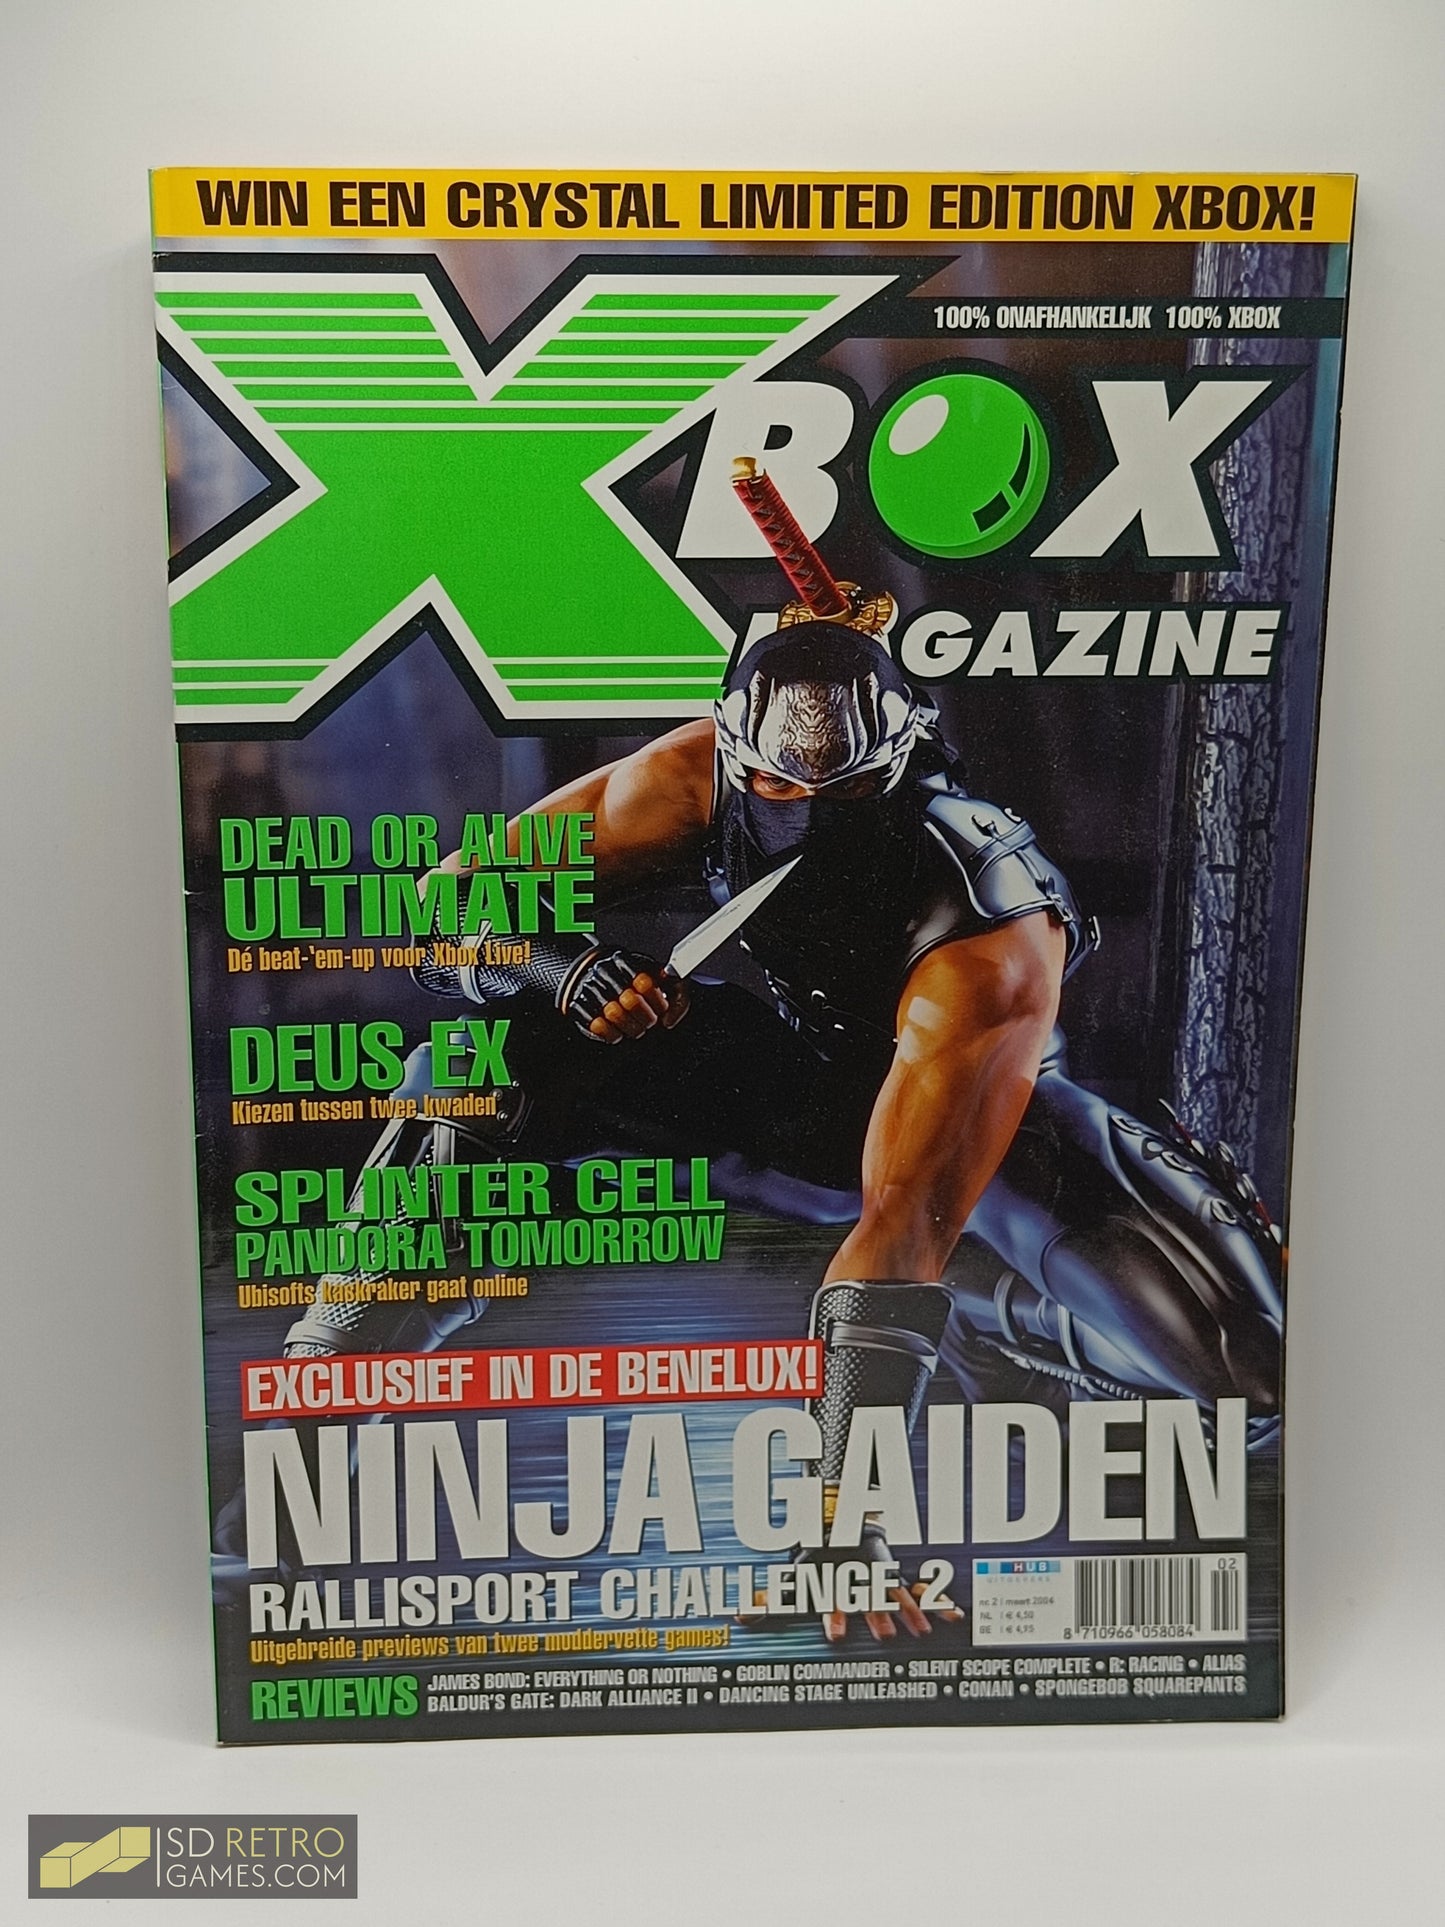 WIN EEN CRYSTAL LIMITED EDITION XBOX!
100% ONAFHANKELIJK 100% XBOX
XBOX
MAGAZINE
DEAD OR ALIVE
ULTIMATE
Dé beat-'em-up voor Xbox Live!
DEUS EX
Kiezen tussen twee kwaden
SPLINTER CELL
PANDORA TOMORROW
Ubisofts kaskraker gaat online
EXCLUSIEF IN DE BENELUX!
NINJA GAIDEN
RALLISPORT CHALLENGE 2
Uitgebreide previews van twee moddervette games!
HUB
UITGEVERS
nr. 2 | maart 2004
NL | € 4,50
BE | € 4,95
02
8 710966 058084
REVIEWS
JAMES BOND: EVERYTHING OR NOTHING • GOBLIN COMMANDER • SILENT SCOPE COMPLETE • R: RACING • ALIAS
BALDUR'S GATE: DARK ALLIANCE II • DANCING STAGE UNLEASHED • CONAN • SPONGEBOB SQUAREPANTS
SD RETRO
GAMES.COM